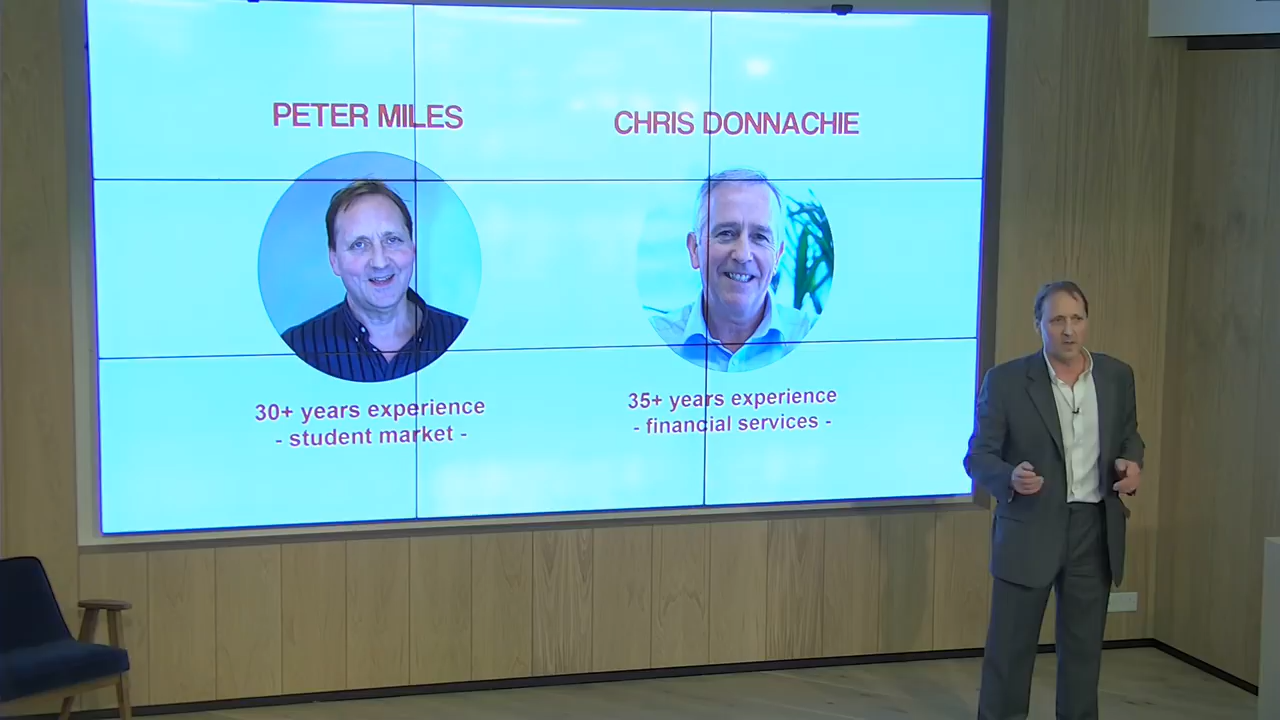 PETER MILES
CHRIS DONNACHIE
30+ years experience
- student market -
35+ years experience
- financial services -